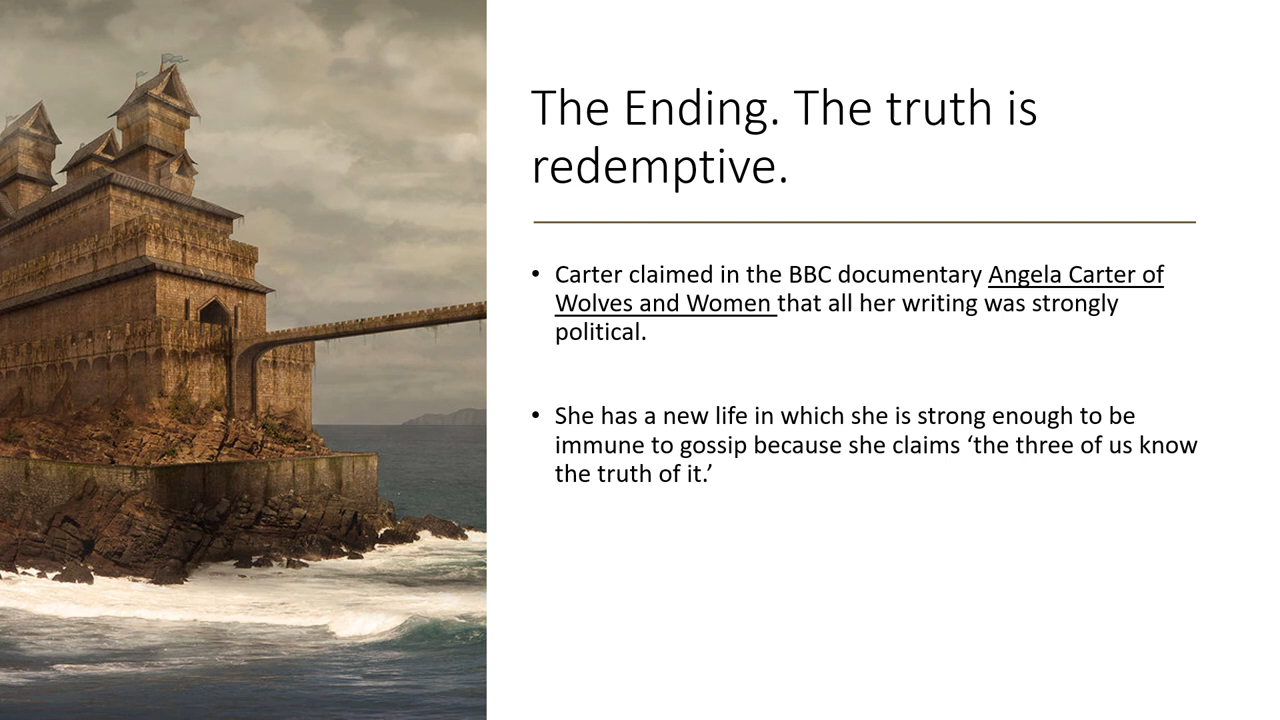 The Ending. The truth is
redemptive.
• Carter claimed in the BBC documentary Angela Carter of
Wolves and Women that all her writing was strongly
political.
• She has a new life in which she is strong enough to be
immune to gossip because she claims ‘the three of us know
the truth of it.’